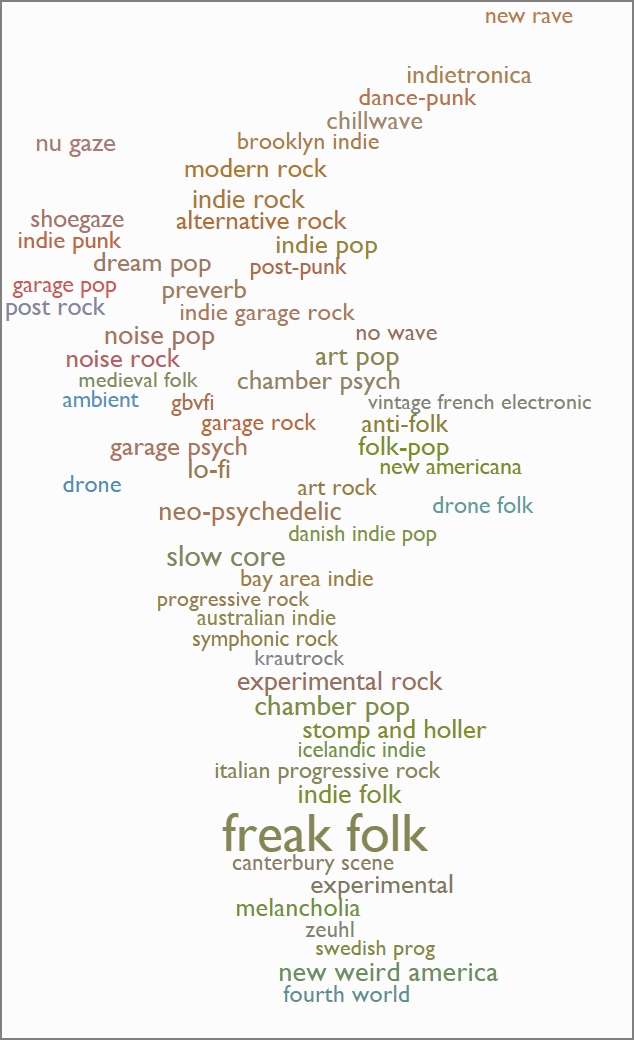 new rave
indietronica
dance-punk
chillwave
brooklyn indie
nu gaze
modern rock
indie rock
shoegaze
alternative rock
indie punk
indie pop
dream pop
post-punk
garage pop
preverb
post rock
indie garage rock
noise pop
no wave
noise rock
art pop
medieval folk
chamber psych
ambient
gbvfi
vintage french electronic
garage rock
anti-folk
garage psych
folk-pop
lo-fi
new americana
drone
art rock
neo-psychedelic
drone folk
danish indie pop
slow core
bay area indie
progressive rock
australian indie
symphonic rock
krautrock
experimental rock
chamber pop
stomp and holler
icelandic indie
italian progressive rock
indie folk
freak folk
canterbury scene
experimental
melancholia
zeuhl
swedish prog
new weird america
fourth world